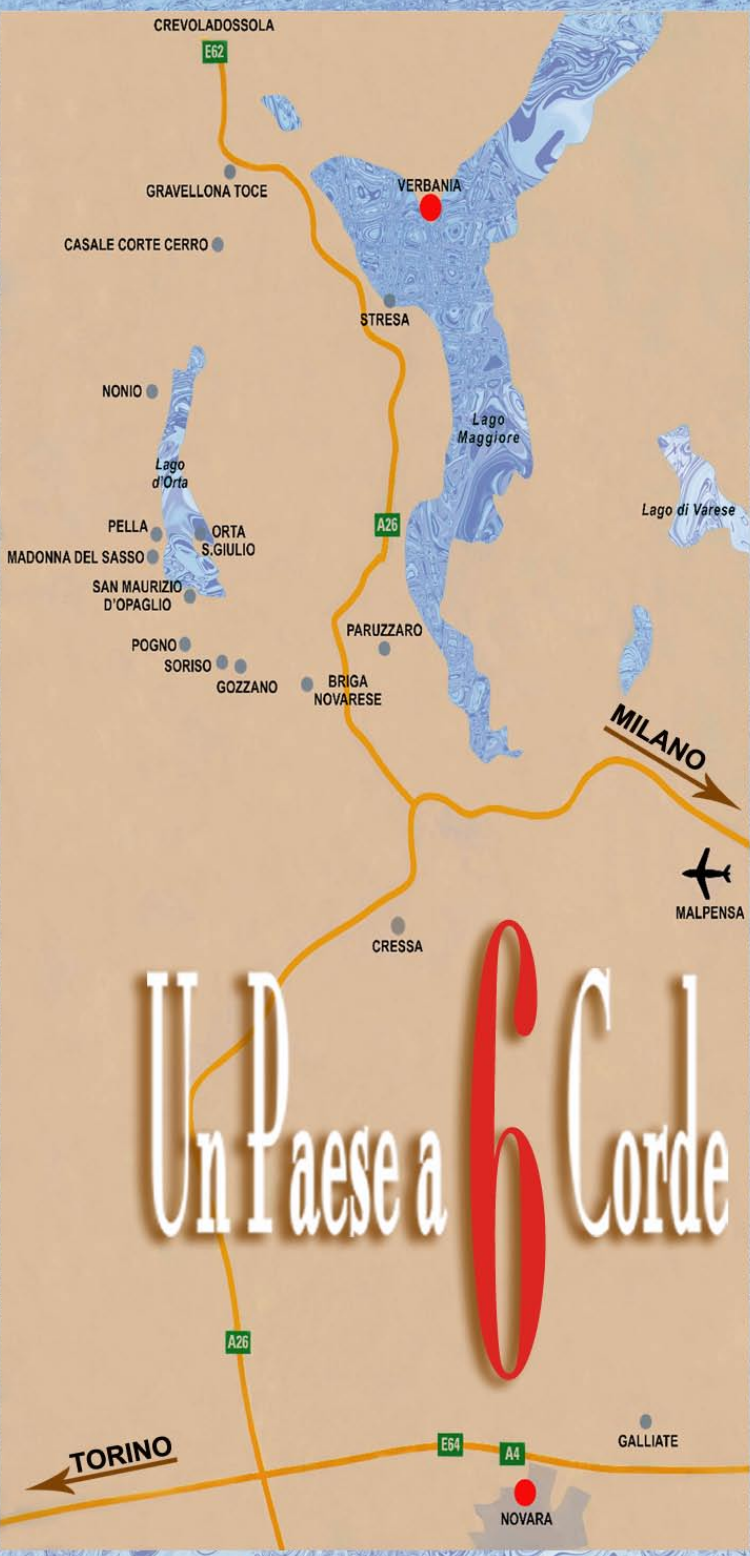 CREVOLADOSSOLA
E62
GRAVELLONA TOCE
VERBANIA
CASALE CORTE CERRO
STRESA
NONIO
Lago
Maggiore
Lago
d'Orta
Lago di Varese
A26
PELLA
ORTA
S.GIULIO
MADONNA DEL SASSO
SAN MAURIZIO
D'OPAGLIO
PARUZZARO
POGNO
SORISO
GOZZANO
BRIGA
NOVARESE
MILANO
MALPENSA
CRESSA
Un Paese a 6 Corde
A26
TORINO
E64
A4
GALLIATE
NOVARA